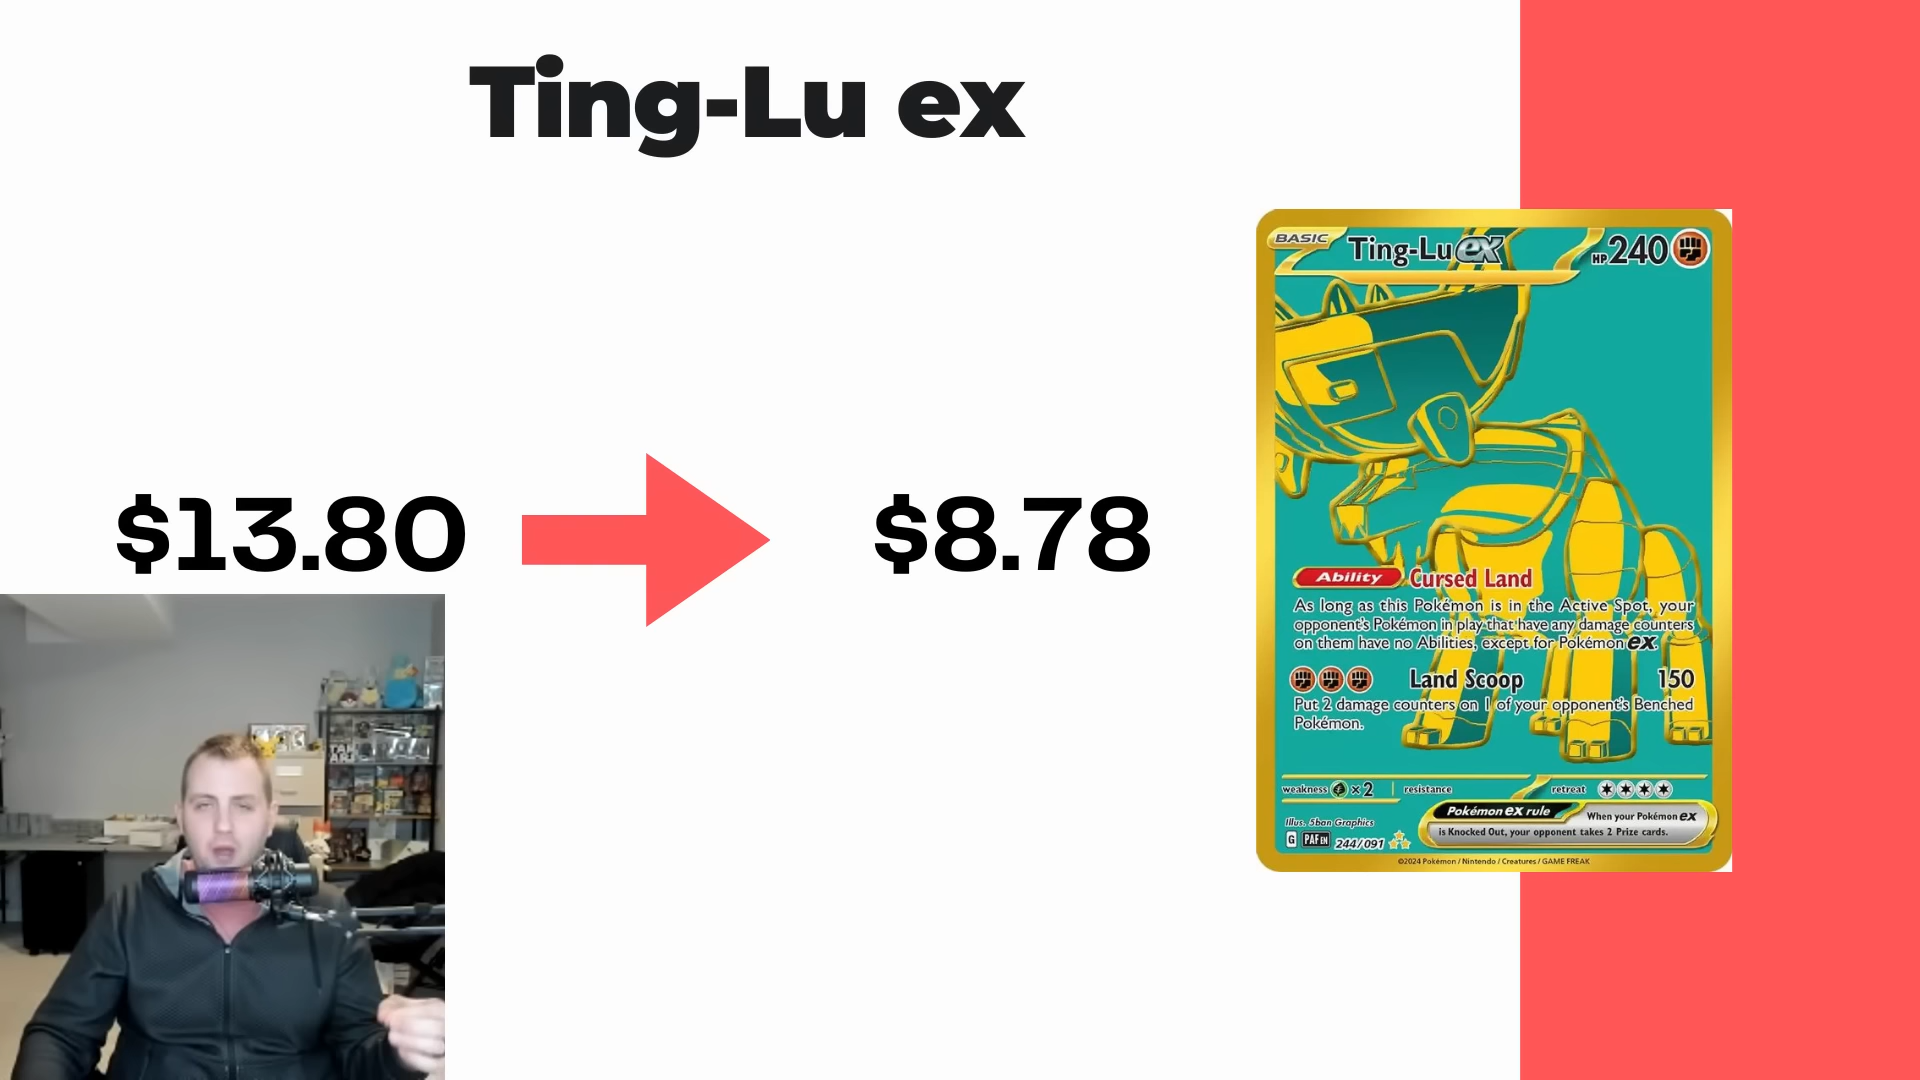 Ting-Lu ex
$13.80
$8.78
BASIC
Ting-Lu ex
HP 240
Ability Cursed Land
As long as this Pokémon is in the Active Spot, your
opponent's Pokémon in play that have any damage counters
on them have no Abilities, except for Pokémon ex.
Land Scoop 150
Put 2 damage counters on 1 of your opponent's Benched
Pokémon.
weakness ×2 resistance retreat
Pokémon ex rule
When your Pokémon ex
is Knocked Out, your opponent takes 2 Prize cards.
Illus. 5ban Graphics
G PAF EN 244/091
©2024 Pokémon / Nintendo / Creatures / GAME FREAK